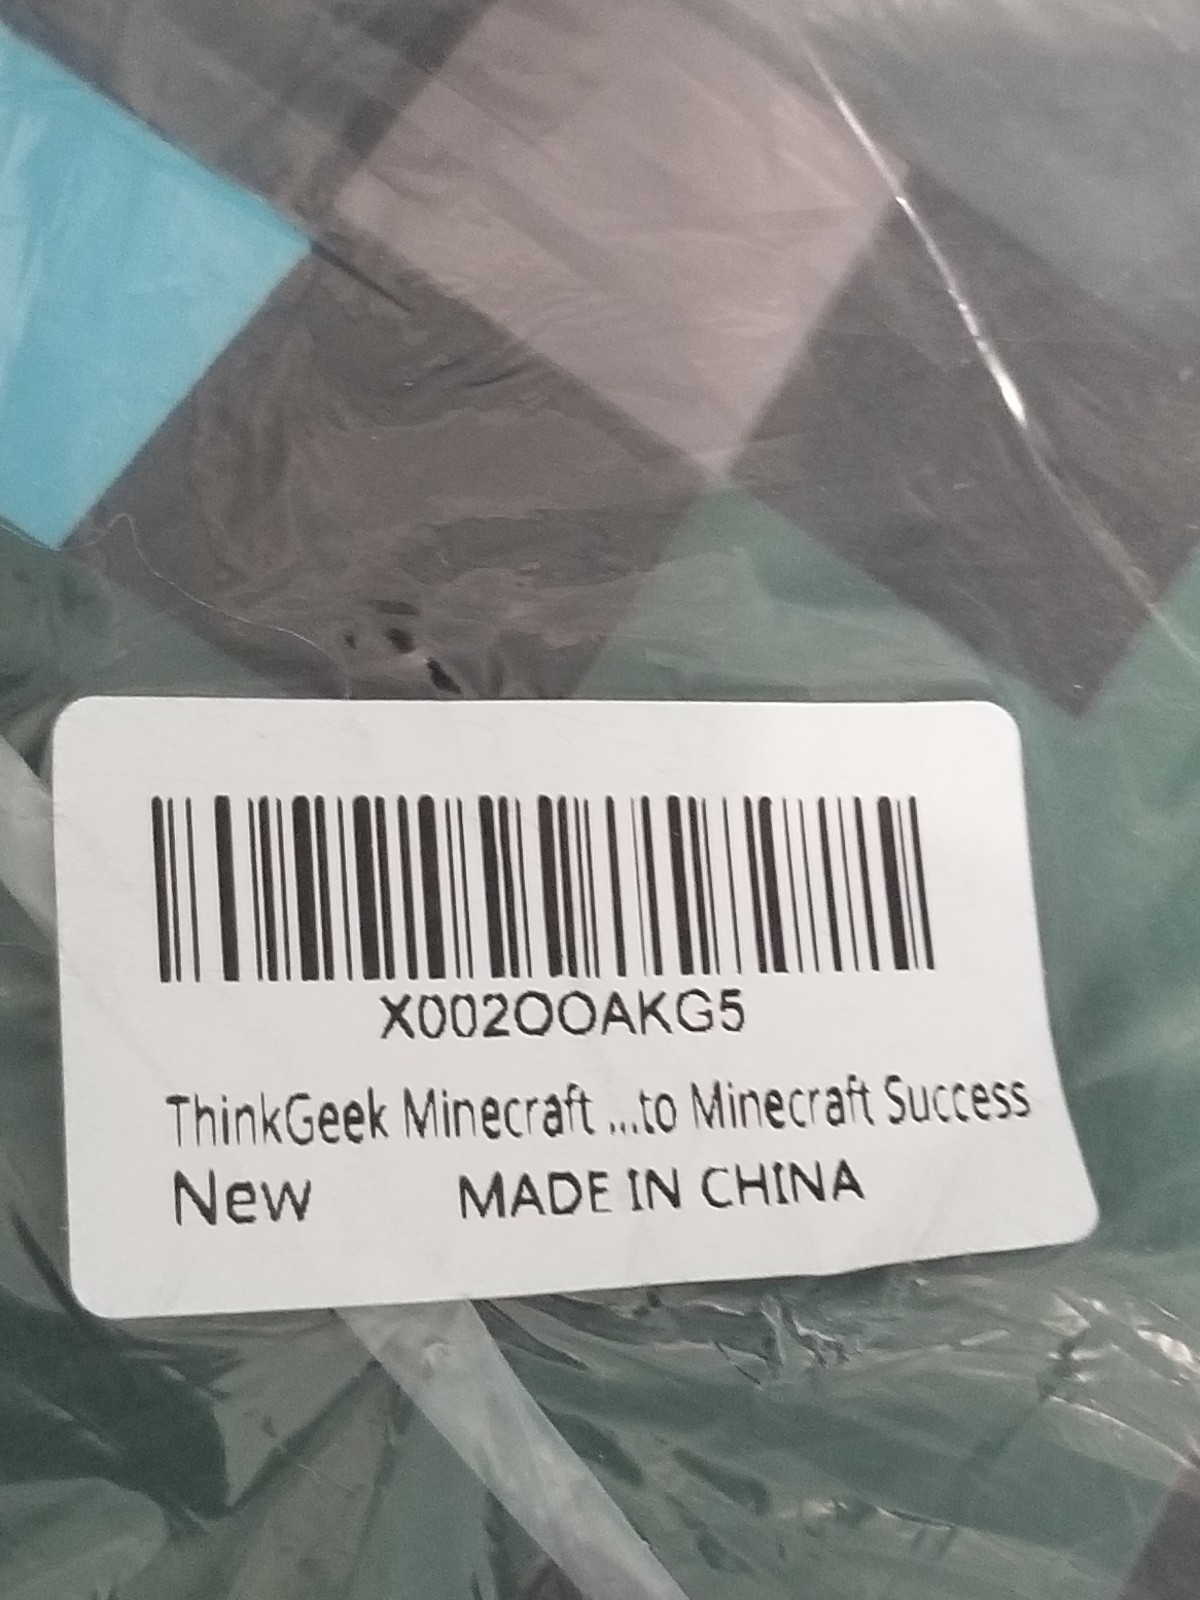 X002OOAKG5
ThinkGeek Minecraft ...to Minecraft Success
New MADE IN CHINA